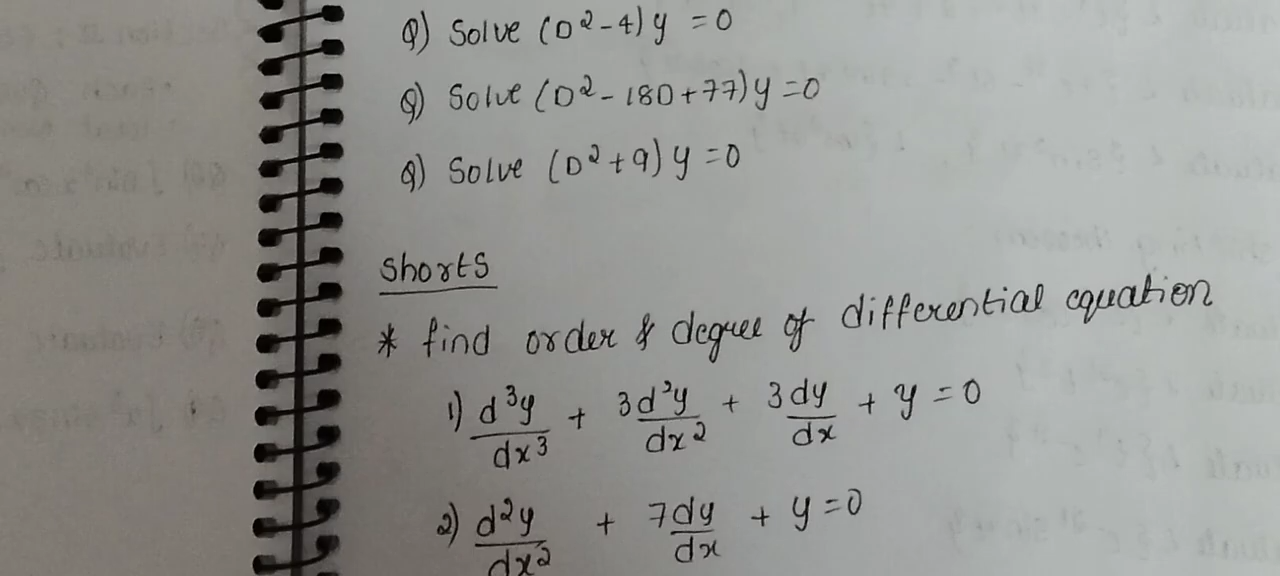 Q) Solve (D²-4)y = 0
Q) Solve (D²-18D+77)y=0
Q) Solve (D²+9)y=0
Shorts
* find order & degree of differential equation
1) d³y/dx³ + 3d²y/dx² + 3dy/dx + y = 0
2) d²y/dx² + 7dy/dx + y=0